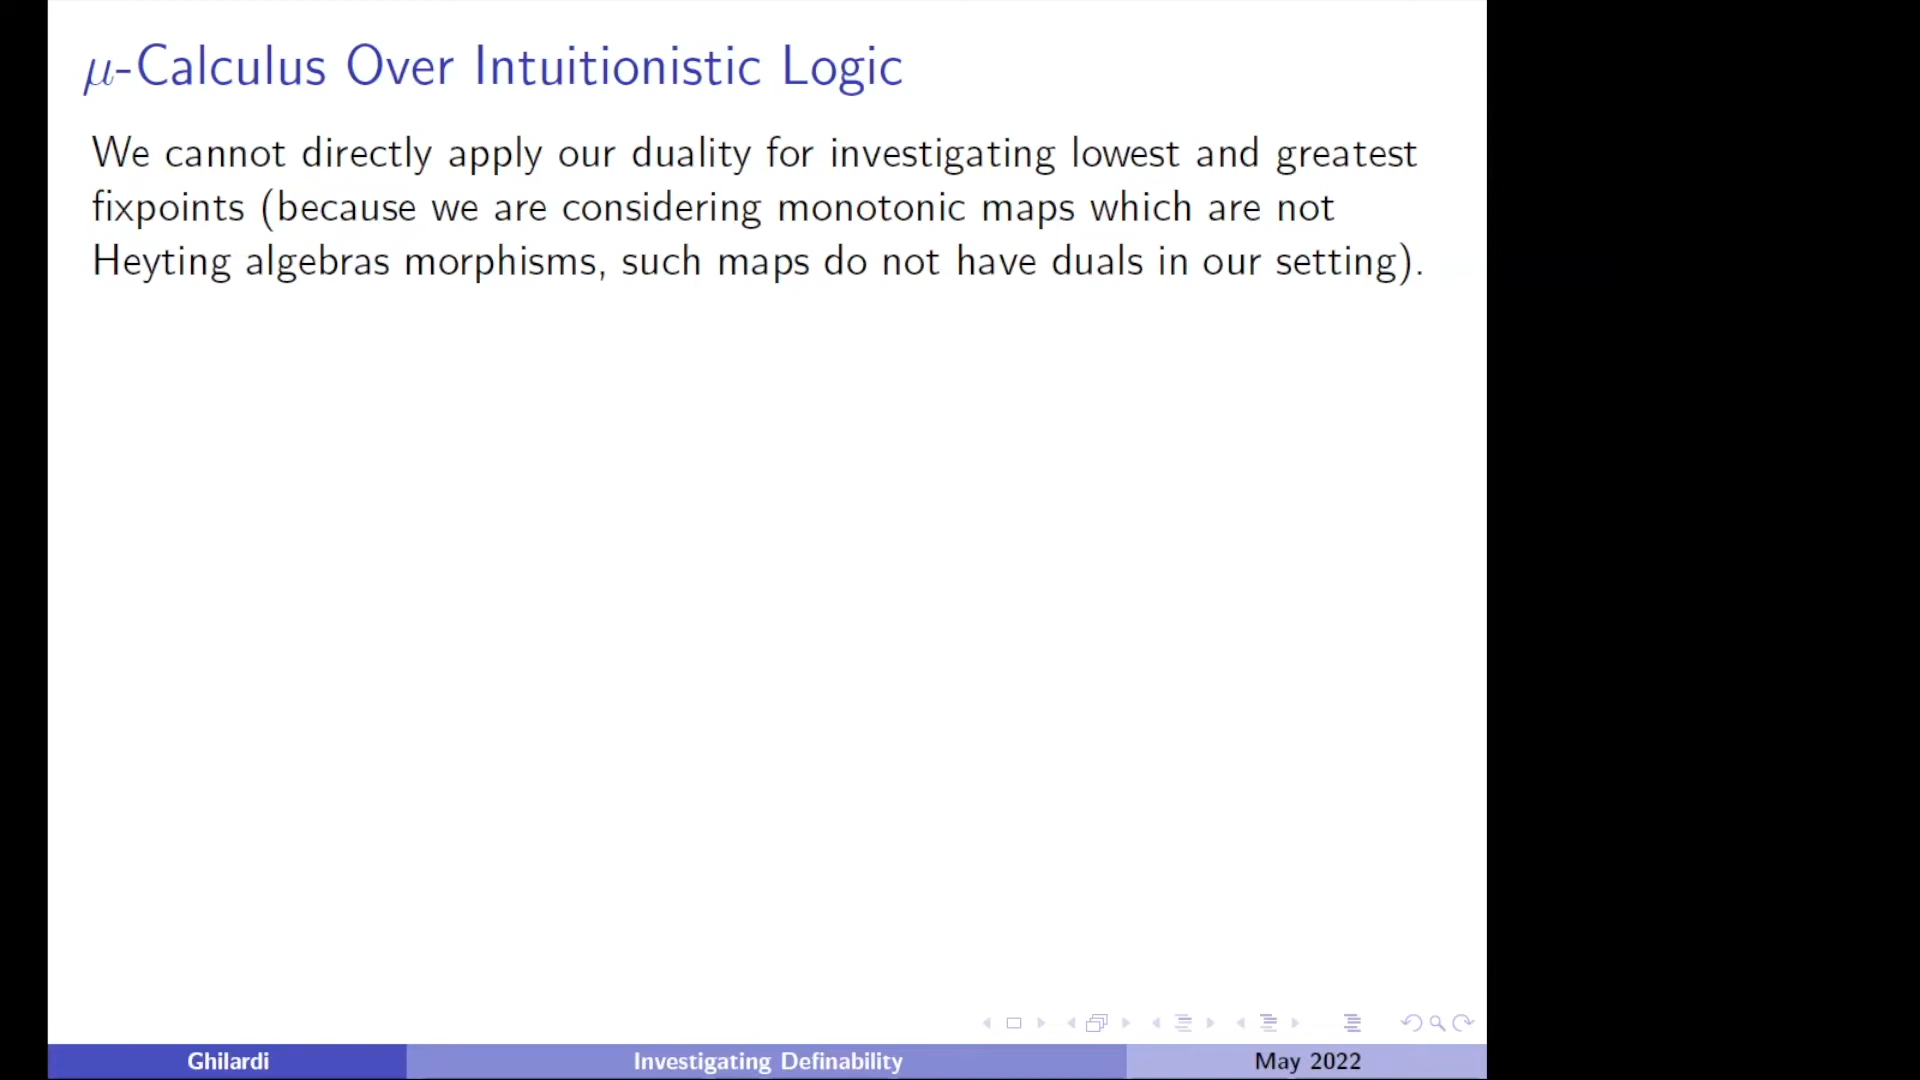 μ-Calculus Over Intuitionistic Logic
We cannot directly apply our duality for investigating lowest and greatest
fixpoints (because we are considering monotonic maps which are not
Heyting algebras morphisms, such maps do not have duals in our setting).
Ghilardi
Investigating Definability
May 2022